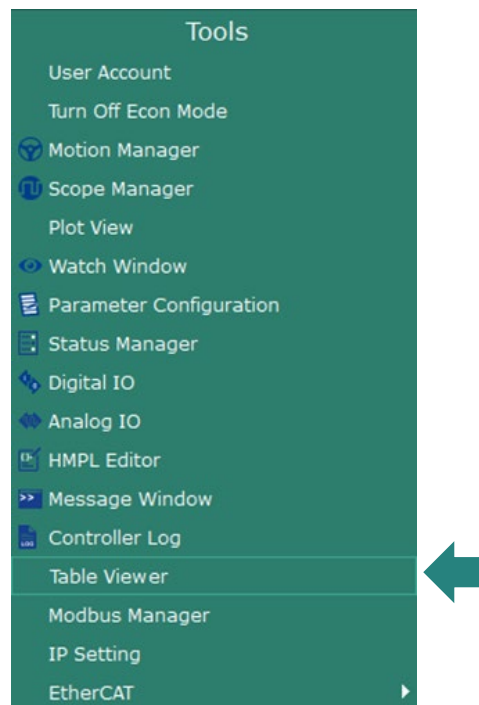 Tools
User Account
Turn Off Econ Mode
Motion Manager
Scope Manager
Plot View
Watch Window
Parameter Configuration
Status Manager
Digital IO
Analog IO
HMPL Editor
Message Window
Controller Log
Table Viewer
Modbus Manager
IP Setting
EtherCAT